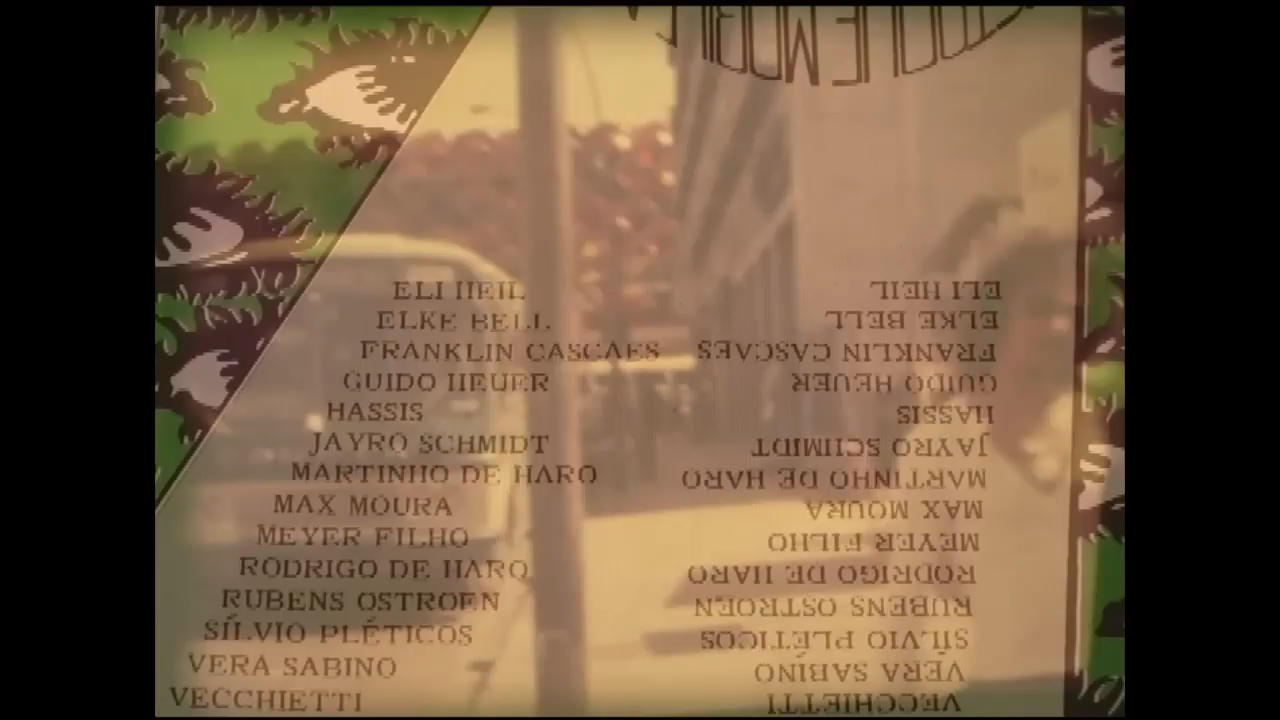 ELI HEIL
ELKE BELL
FRANKLIN CASCAES
GUIDO HEUER
HASSIS
JAYRO SCHMIDT
MARTINHO DE HARO
MAX MOURA
MEYER FILHO
RODRIGO DE HARO
RUBENS OSTROEN
SÍLVIO PLÉTICOS
VERA SABINO
VECCHIETTI
ELI HEIL
ELKE BELL
FRANKLIN CASCAES
GUIDO HEUER
HASSIS
JAYRO SCHMIDT
MARTINHO DE HARO
MAX MOURA
MEYER FILHO
RODRIGO DE HARO
RUBENS OSTROEN
SÍLVIO PLÉTICOS
VERA SABINO
VECCHIETTI